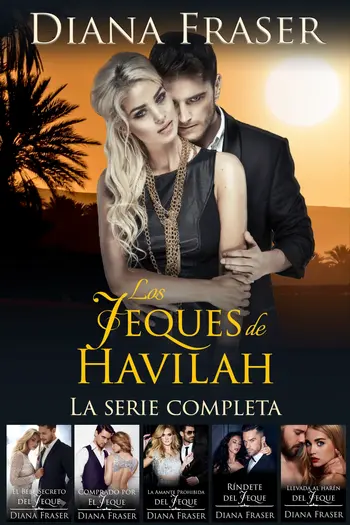 DIANA FRASER
Los
JEQUES de
HAVILAH
LA SERIE COMPLETA
EL BEBÉ SECRETO
DEL JEQUE
DIANA FRASER
COMPRADO POR
EL JEQUE
DIANA FRASER
LA AMANTE PROHIBIDA
DEL JEQUE
DIANA FRASER
RÍNDETE
DEL JEQUE
DIANA FRASER
LLEVADA AL HARÉN
DEL JEQUE
DIANA FRASER